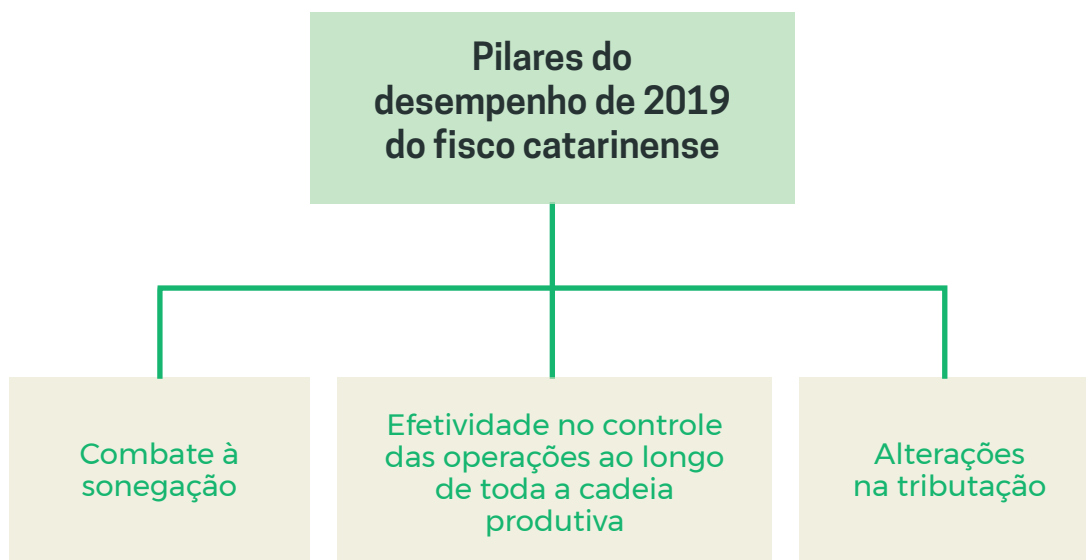 Pilares do
desempenho de 2019
do fisco catarinense
Combate à
sonegação
Efetividade no controle
das operações ao longo
de toda a cadeia
produtiva
Alterações
na tributação